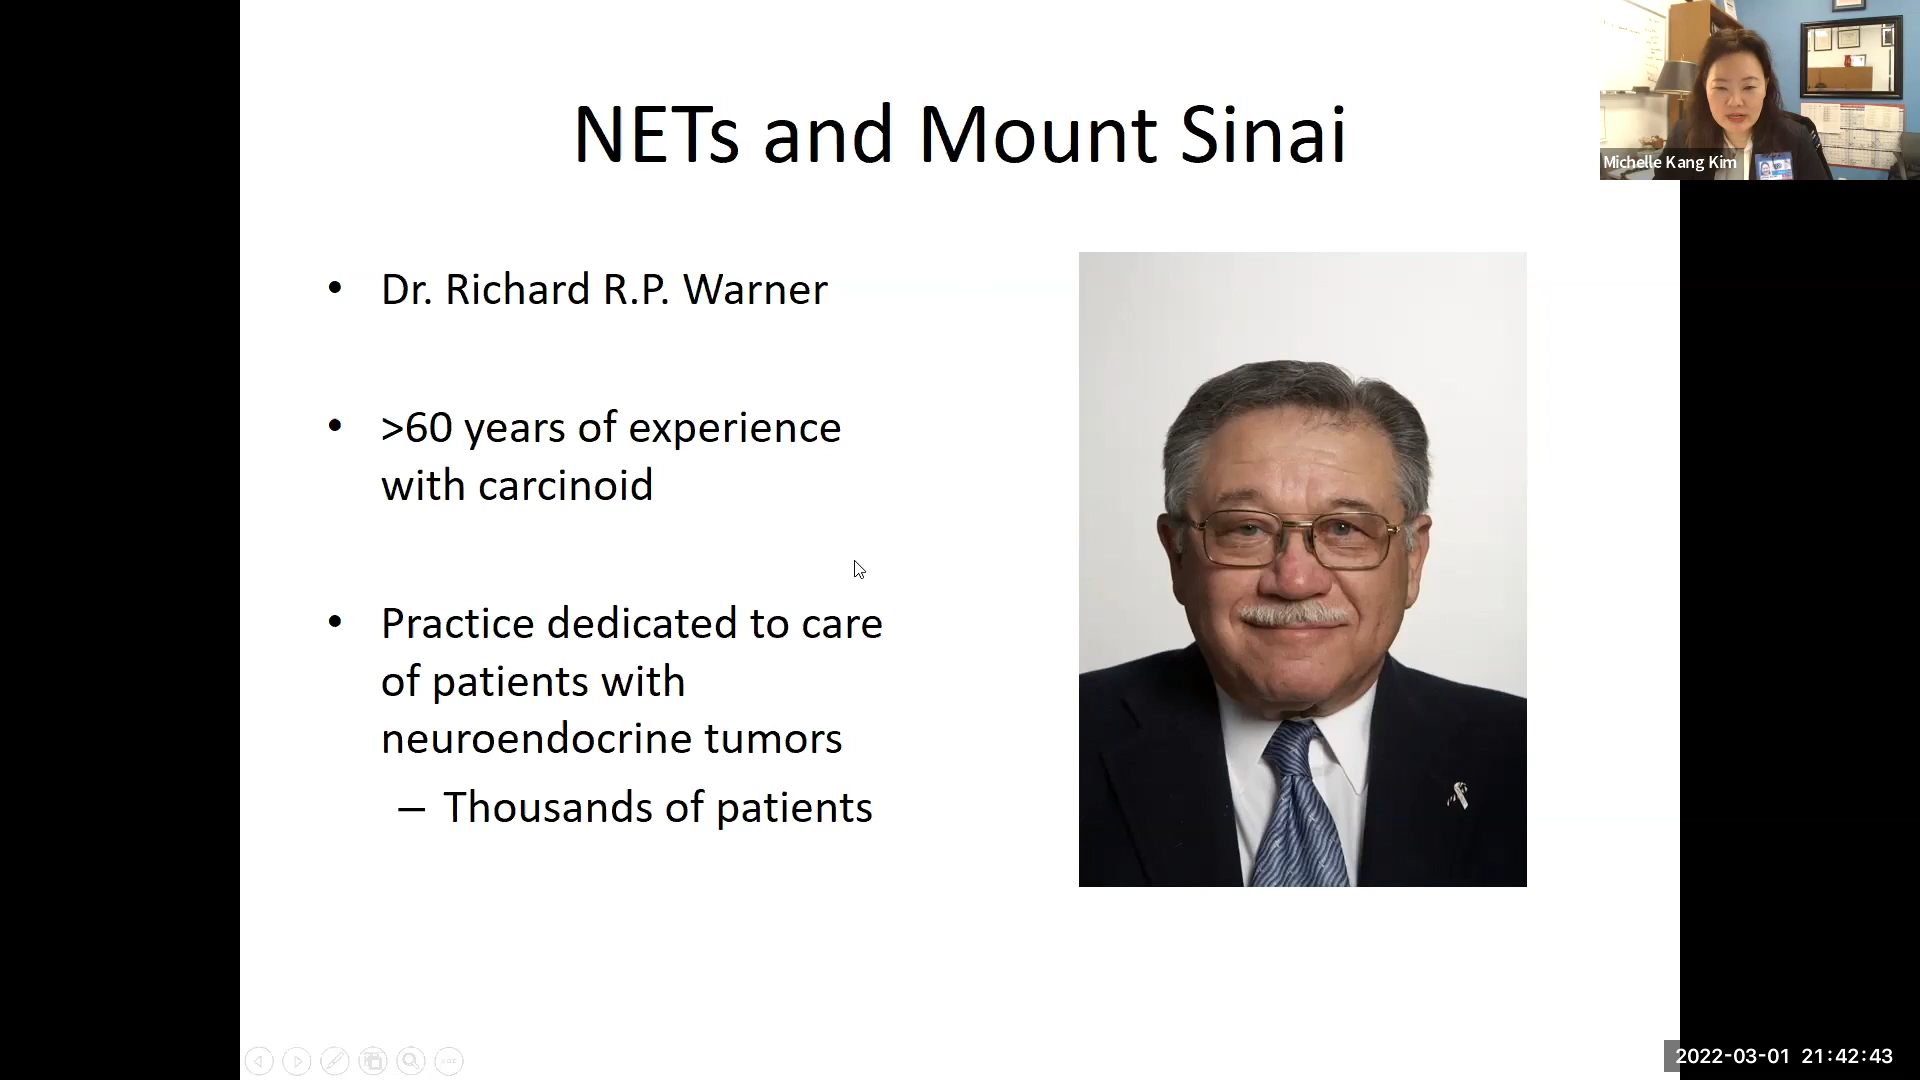 NETs and Mount Sinai
Michelle Kang Kim
• Dr. Richard R.P. Warner
• >60 years of experience
with carcinoid
• Practice dedicated to care
of patients with
neuroendocrine tumors
– Thousands of patients
2022-03-01 21:42:43